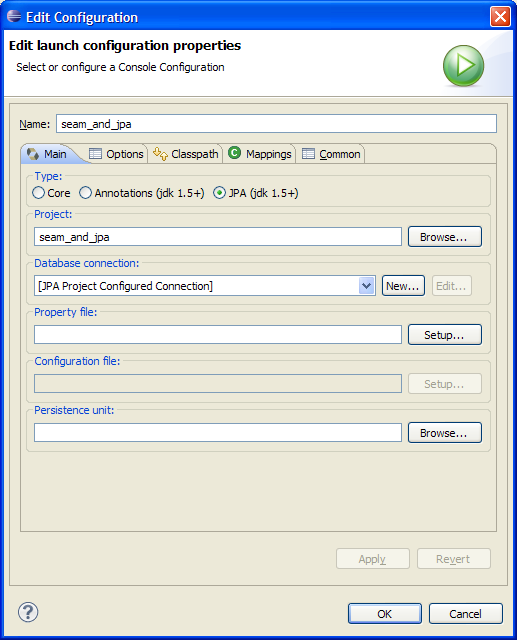 Edit Configuration
Edit launch configuration properties
Select or configure a Console Configuration
Name: seam_and_jpa
Main Options Classpath C Mappings Common
Type:
Core Annotations (jdk 1.5+) JPA (jdk 1.5+)
Project:
seam_and_jpa Browse...
Database connection:
[JPA Project Configured Connection] New... Edit...
Property file:
Setup...
Configuration file:
Setup...
Persistence unit:
Browse...
Apply Revert
? OK Cancel